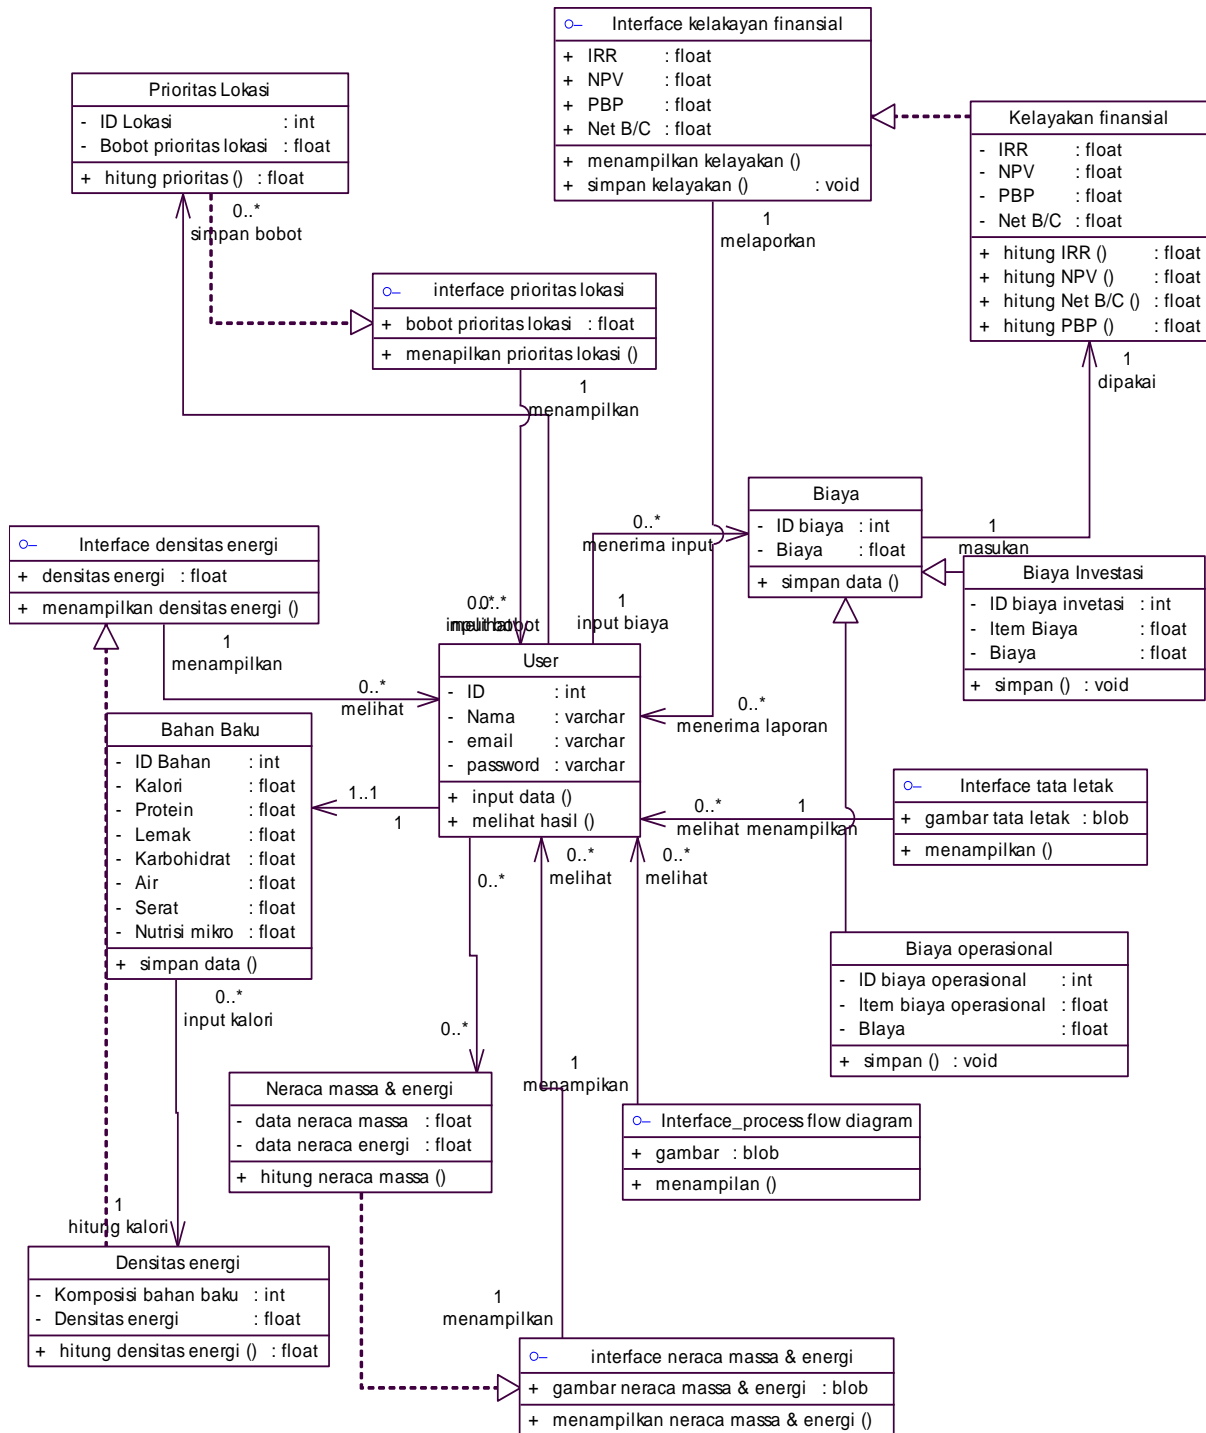 Interface kelakayan finansial
+ IRR : float
+ NPV : float
+ PBP : float
+ Net B/C : float
+ menampilkan kelayakan ()
+ simpan kelayakan () : void
Prioritas Lokasi
- ID Lokasi : int
- Bobot prioritas lokasi : float
+ hitung prioritas () : float
Kelayakan finansial
- IRR : float
- NPV : float
- PBP : float
- Net B/C : float
+ hitung IRR () : float
+ hitung NPV () : float
+ hitung Net B/C () : float
+ hitung PBP () : float
0..*
simpan bobot
1
melaporkan
interface prioritas lokasi
+ bobot prioritas lokasi : float
+ menapilkan prioritas lokasi ()
1
menampilkan
1
dipakai
Biaya
- ID biaya : int
- Biaya : float
+ simpan data ()
0..*
menerima input
1
masukan
Interface densitas energi
+ densitas energi : float
+ menampilkan densitas energi ()
Biaya Investasi
- ID biaya invetasi : int
- Item Biaya : float
- Biaya : float
+ simpan () : void
0..*
melihat
0..*
input bobot
1
input biaya
1
menampilkan
0..*
melihat
User
- ID : int
- Nama : varchar
- email : varchar
- password : varchar
+ input data ()
+ melihat hasil ()
0..*
menerima laporan
Bahan Baku
- ID Bahan : int
- Kalori : float
- Protein : float
- Lemak : float
- Karbohidrat : float
- Air : float
- Serat : float
- Nutrisi mikro : float
+ simpan data ()
1..1
1
Interface tata letak
+ gambar tata letak : blob
+ menampilkan ()
0..*
melihat
1
menampilkan
0..*
0..*
melihat
0..*
melihat
Biaya operasional
- ID biaya operasional : int
- Item biaya operasional : float
- BIaya : float
+ simpan () : void
0..*
input kalori
0..*
1
menampikan
Neraca massa & energi
- data neraca massa : float
- data neraca energi : float
+ hitung neraca massa ()
Interface_process flow diagram
+ gambar : blob
+ menampilan ()
1
hitung kalori
Densitas energi
- Komposisi bahan baku : int
- Densitas energi : float
+ hitung densitas energi () : float
1
menampilkan
interface neraca massa & energi
+ gambar neraca massa & energi : blob
+ menampilkan neraca massa & energi ()